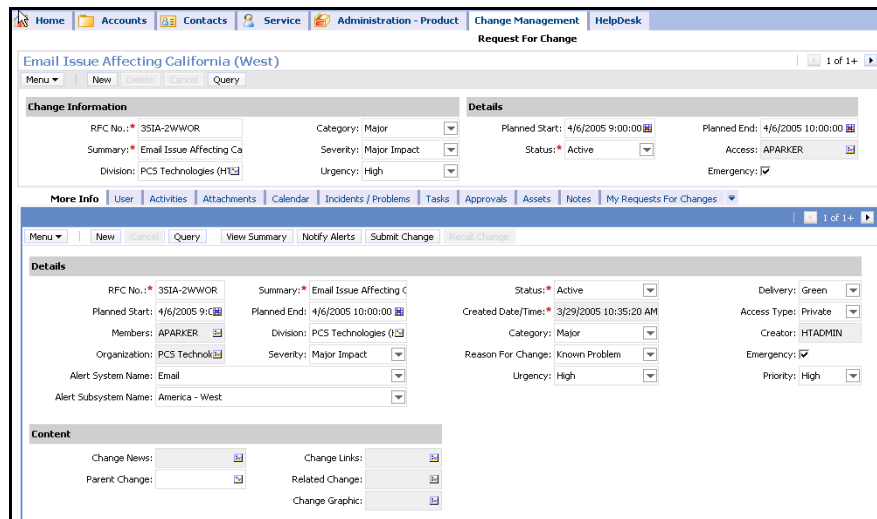 Home Accounts Contacts Service Administration - Product Change Management HelpDesk
Request For Change
Email Issue Affecting California (West)
1 of 1+
Menu New Delete Cancel Query
Change Information
Details
RFC No.:* 3SIA-2WWOR Category: Major Planned Start: 4/6/2005 9:00:00 Planned End: 4/6/2005 10:00:00
Summary:* Email Issue Affecting Ca Severity: Major Impact Status:* Active Access: APARKER
Division: PCS Technologies (HT Urgency: High Emergency:
More Info User Activities Attachments Calendar Incidents / Problems Tasks Approvals Assets Notes My Requests For Changes
1 of 1+
Menu New Cancel Query View Summary Notify Alerts Submit Change Recall Change
Details
RFC No.:* 3SIA-2WWOR Summary:* Email Issue Affecting C Status:* Active Delivery: Green
Planned Start: 4/6/2005 9:0 Planned End: 4/6/2005 10:00:00 Created Date/Time:* 3/29/2005 10:35:20 AM Access Type: Private
Members: APARKER Division: PCS Technologies (H Category: Major Creator: HTADMIN
Organization: PCS Technol Severity: Major Impact Reason For Change: Known Problem Emergency:
Alert System Name: Email Urgency: High Priority: High
Alert Subsystem Name: America - West
Content
Change News: Change Links:
Parent Change: Related Change:
Change Graphic: